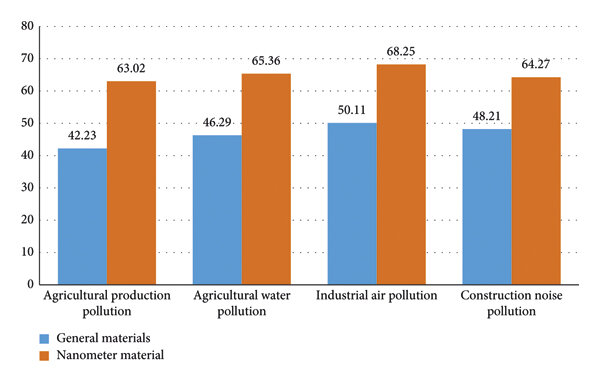 80
70
60
50
40
30
20
10
0
42.23
63.02
46.29
65.36
50.11
68.25
48.21
64.27
Agricultural production
pollution
Agricultural water
pollution
Industrial air pollution
Construction noise
pollution
General materials
Nanometer material